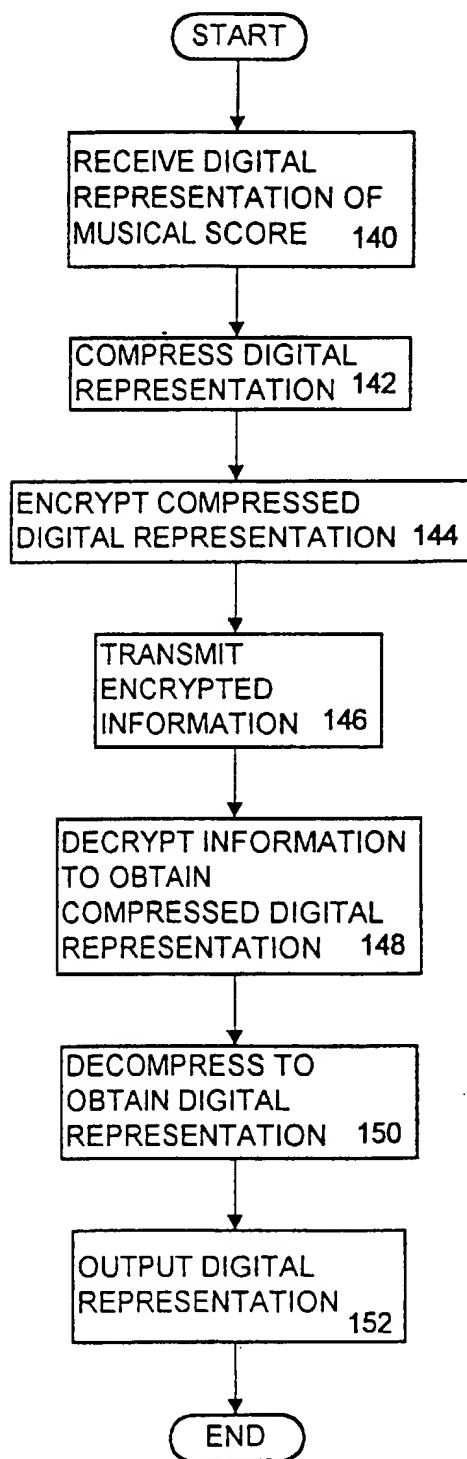 START
RECEIVE DIGITAL
REPRESENTATION OF
MUSICAL SCORE 140
COMPRESS DIGITAL
REPRESENTATION 142
ENCRYPT COMPRESSED
DIGITAL REPRESENTATION 144
TRANSMIT
ENCRYPTED
INFORMATION 146
DECRYPT INFORMATION
TO OBTAIN
COMPRESSED DIGITAL
REPRESENTATION 148
DECOMPRESS TO
OBTAIN DIGITAL
REPRESENTATION 150
OUTPUT DIGITAL
REPRESENTATION
152
END